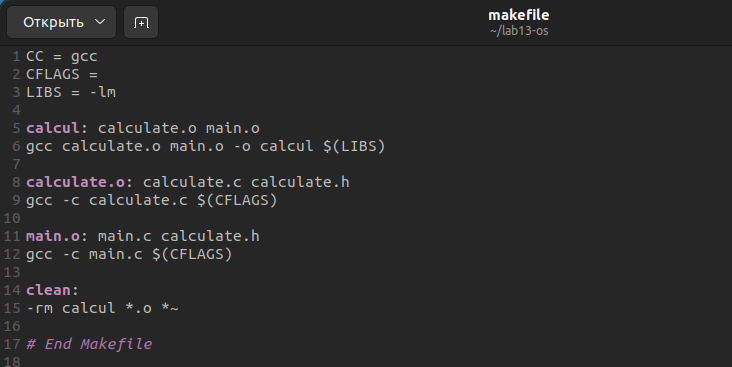 Открыть
makefile
~/lab13-os
1 CC = gcc
2 CFLAGS =
3 LIBS = -lm
4
5 calcul: calculate.o main.o
6 gcc calculate.o main.o -o calcul $(LIBS)
7
8 calculate.o: calculate.c calculate.h
9 gcc -c calculate.c $(CFLAGS)
10
11 main.o: main.c calculate.h
12 gcc -c main.c $(CFLAGS)
13
14 clean:
15 -rm calcul *.o *~
16
17 # End Makefile
18